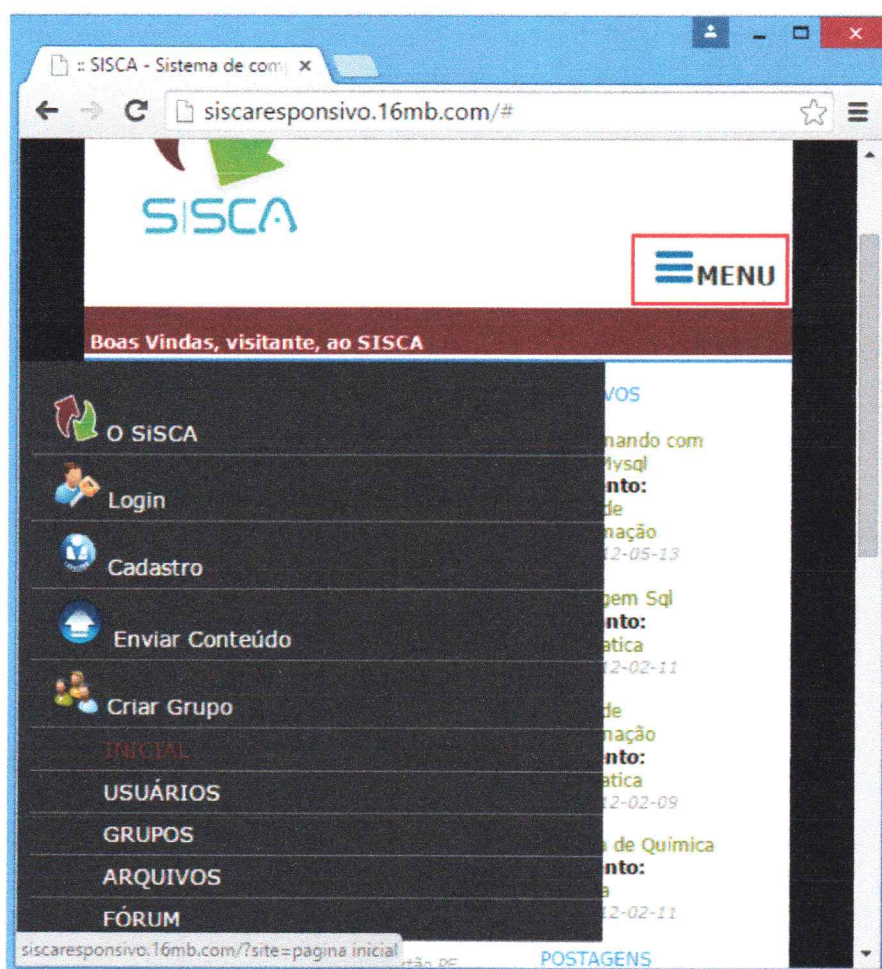 :: SISCA - Sistema de com
siscaresponsivo.16mb.com/#
SISCA
MENU
Boas Vindas, visitante, ao SISCA
O SiSCA
Login
Cadastro
Enviar Conteúdo
Criar Grupo
INICIAL
USUÁRIOS
GRUPOS
ARQUIVOS
FÓRUM
VOS
nando com
Mysql
nto:
de
mação
12-05-13
gem Sql
nto:
atica
12-02-11
de
mação
nto:
atica
12-02-09
de Química
nto:
a
12-02-11
POSTAGENS
siscaresponsivo.16mb.com/?site=pagina inicial